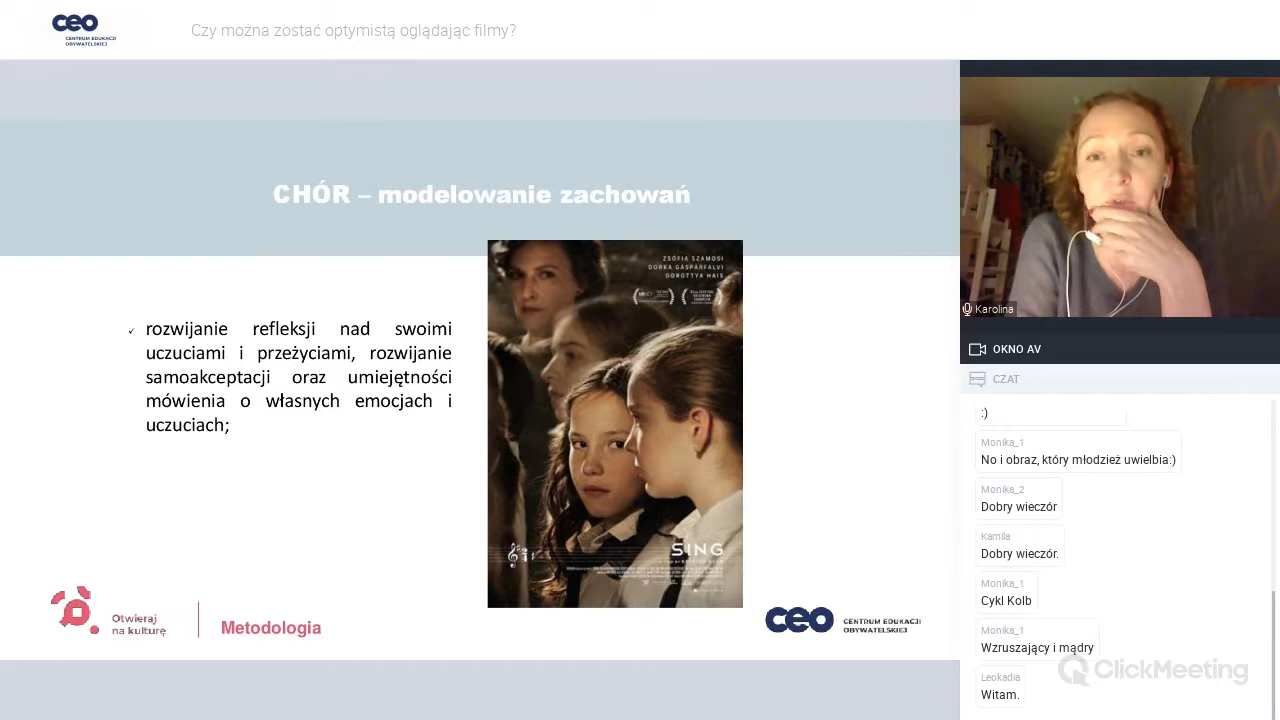 ceo
CENTRUM EDUKACJI
OBYWATELSKIEJ
Czy można zostać optymistą oglądając filmy?
CHÓR – modelowanie zachowań
✓ rozwijanie refleksji nad swoimi
uczuciami i przeżyciami, rozwijanie
samoakceptacji oraz umiejętności
mówienia o własnych emocjach i
uczuciach;
ZSÓFIA SZAMOSI
DORKA GÁSPÁRFALVI
DOROTTYA HAIS
SING
Otwieraj
na kulturę
Metodologia
ceo
CENTRUM EDUKACJI
OBYWATELSKIEJ
Karolina
OKNO AV
CZAT
:)
Monika_1
No i obraz, który młodzież uwielbia:)
Monika_2
Dobry wieczór
Kamila
Dobry wieczór.
Monika_1
Cykl Kolb
Monika_1
Wzruszający i mądry
Leokadia
Witam.
ClickMeeting